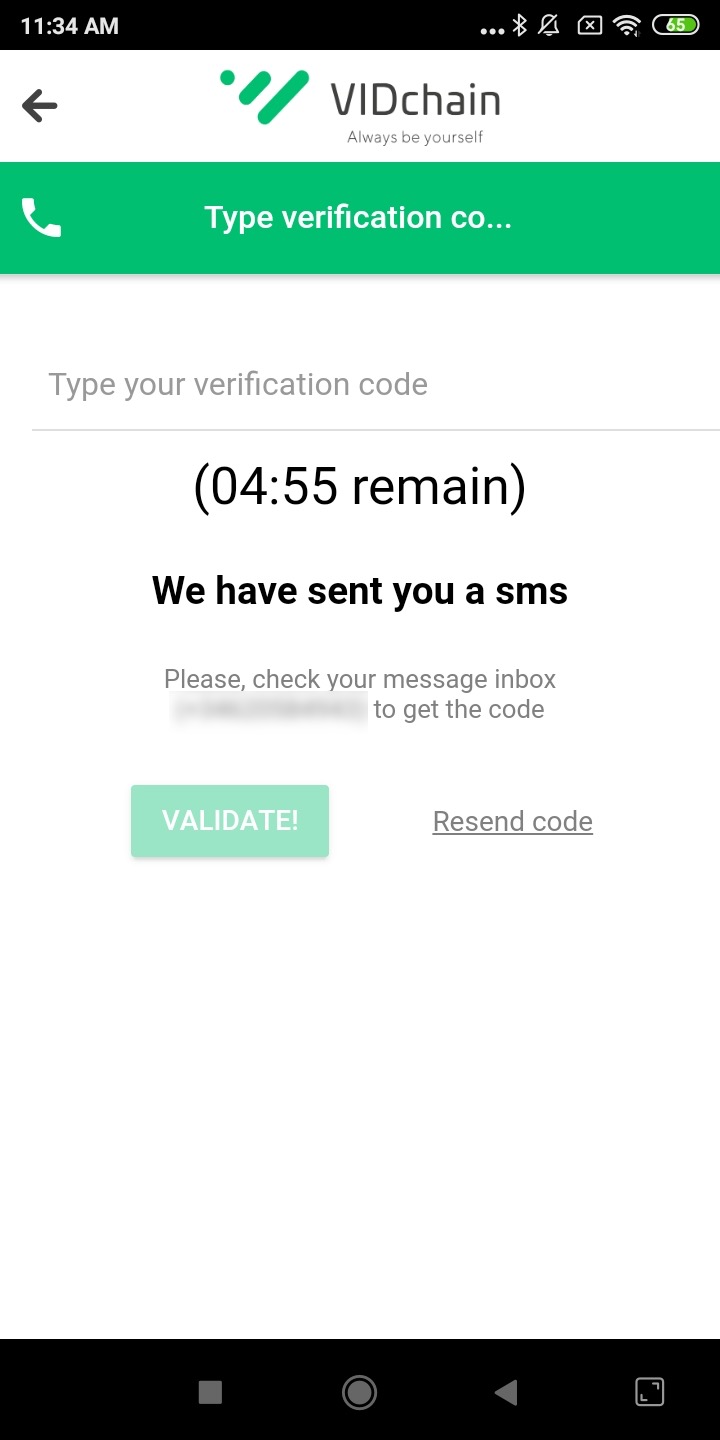 11:34 AM
65
VIDchain
Always be yourself
Type verification co...
Type your verification code
(04:55 remain)
We have sent you a sms
Please, check your message inbox
to get the code
VALIDATE!
Resend code